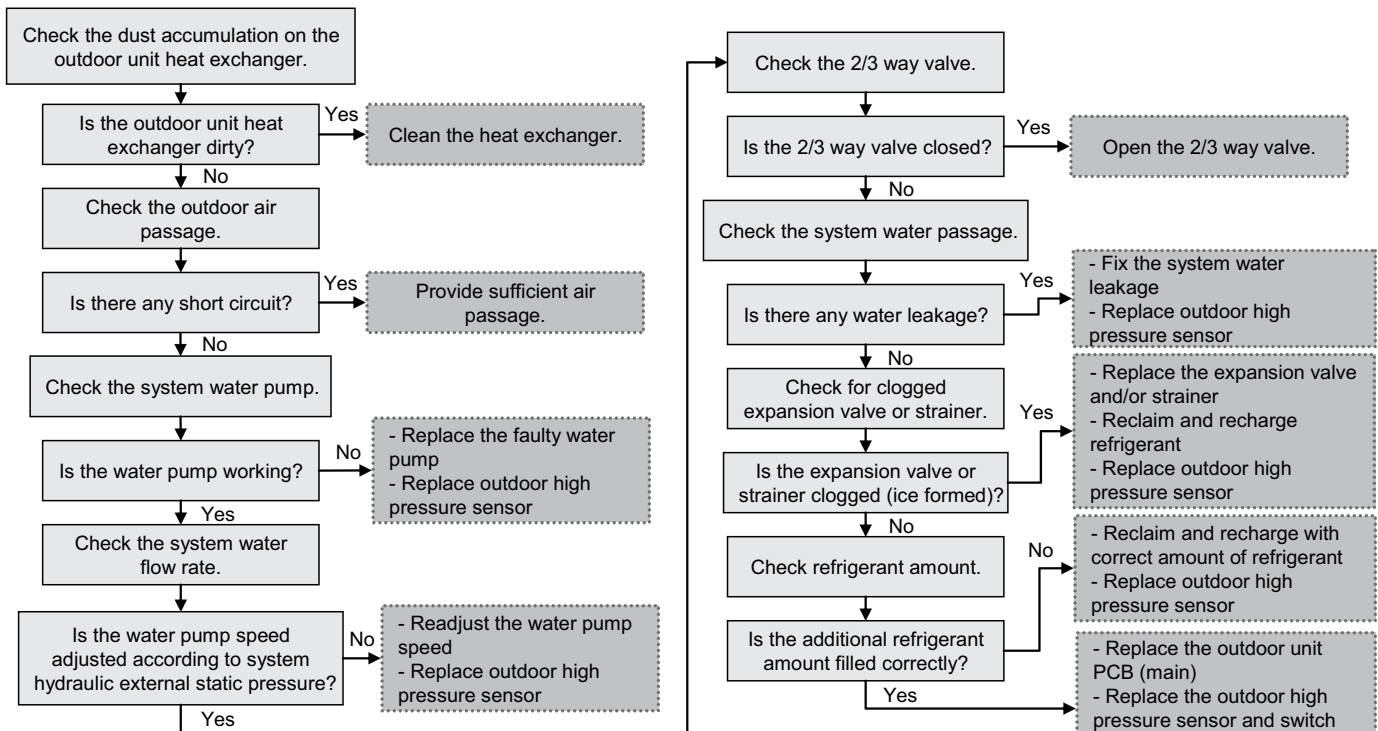 Check the dust accumulation on the
outdoor unit heat exchanger.
Is the outdoor unit heat
exchanger dirty?
Yes
Clean the heat exchanger.
No
Check the outdoor air
passage.
Is there any short circuit?
Yes
Provide sufficient air
passage.
No
Check the system water pump.
Is the water pump working?
No
- Replace the faulty water
pump
- Replace outdoor high
pressure sensor
Yes
Check the system water
flow rate.
Is the water pump speed
adjusted according to system
hydraulic external static pressure?
No
- Readjust the water pump
speed
- Replace outdoor high
pressure sensor
Yes
Check the 2/3 way valve.
Is the 2/3 way valve closed?
Yes
Open the 2/3 way valve.
No
Check the system water passage.
Is there any water leakage?
Yes
- Fix the system water
leakage
- Replace outdoor high
pressure sensor
No
Check for clogged
expansion valve or strainer.
Is the expansion valve or
strainer clogged (ice formed)?
Yes
- Replace the expansion valve
and/or strainer
- Reclaim and recharge
refrigerant
- Replace outdoor high
pressure sensor
No
Check refrigerant amount.
Is the additional refrigerant
amount filled correctly?
No
- Reclaim and recharge with
correct amount of refrigerant
- Replace outdoor high
pressure sensor
Yes
- Replace the outdoor unit
PCB (main)
- Replace the outdoor high
pressure sensor and switch